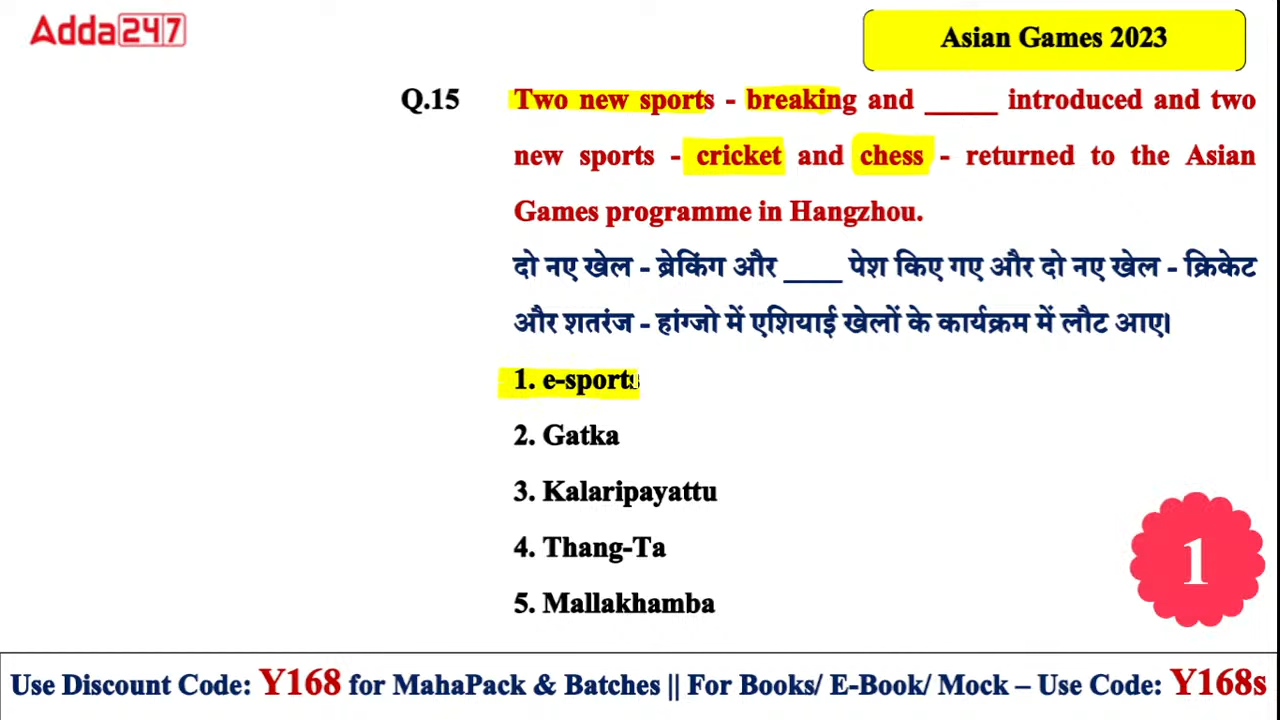 Adda247
Asian Games 2023
Q.15 Two new sports - breaking and _____ introduced and two
new sports - cricket and chess - returned to the Asian
Games programme in Hangzhou.
दो नए खेल - ब्रेकिंग और ____ पेश किए गए और दो नए खेल - क्रिकेट
और शतरंज - हांग्जो में एशियाई खेलों के कार्यक्रम में लौट आए।
1. e-sports
2. Gatka
3. Kalaripayattu
4. Thang-Ta
5. Mallakhamba
1
Use Discount Code: Y168 for MahaPack & Batches || For Books/ E-Book/ Mock – Use Code: Y168s